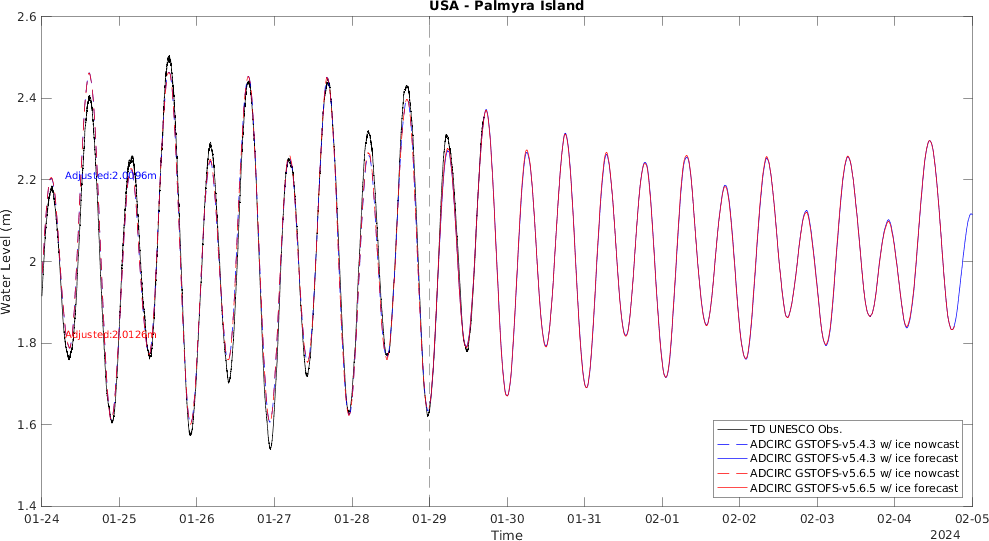 USA - Palmyra Island
2.6
2.4
2.2
2
1.8
1.6
1.4
Water Level (m)
Adjusted:2.0096m
Adjusted:2.0126m
TD UNESCO Obs.
ADCIRC GSTOFS-v5.4.3 w/ ice nowcast
ADCIRC GSTOFS-v5.4.3 w/ ice forecast
ADCIRC GSTOFS-v5.6.5 w/ ice nowcast
ADCIRC GSTOFS-v5.6.5 w/ ice forecast
01-24 01-25 01-26 01-27 01-28 01-29 01-30 01-31 02-01 02-02 02-03 02-04 02-05
Time
2024